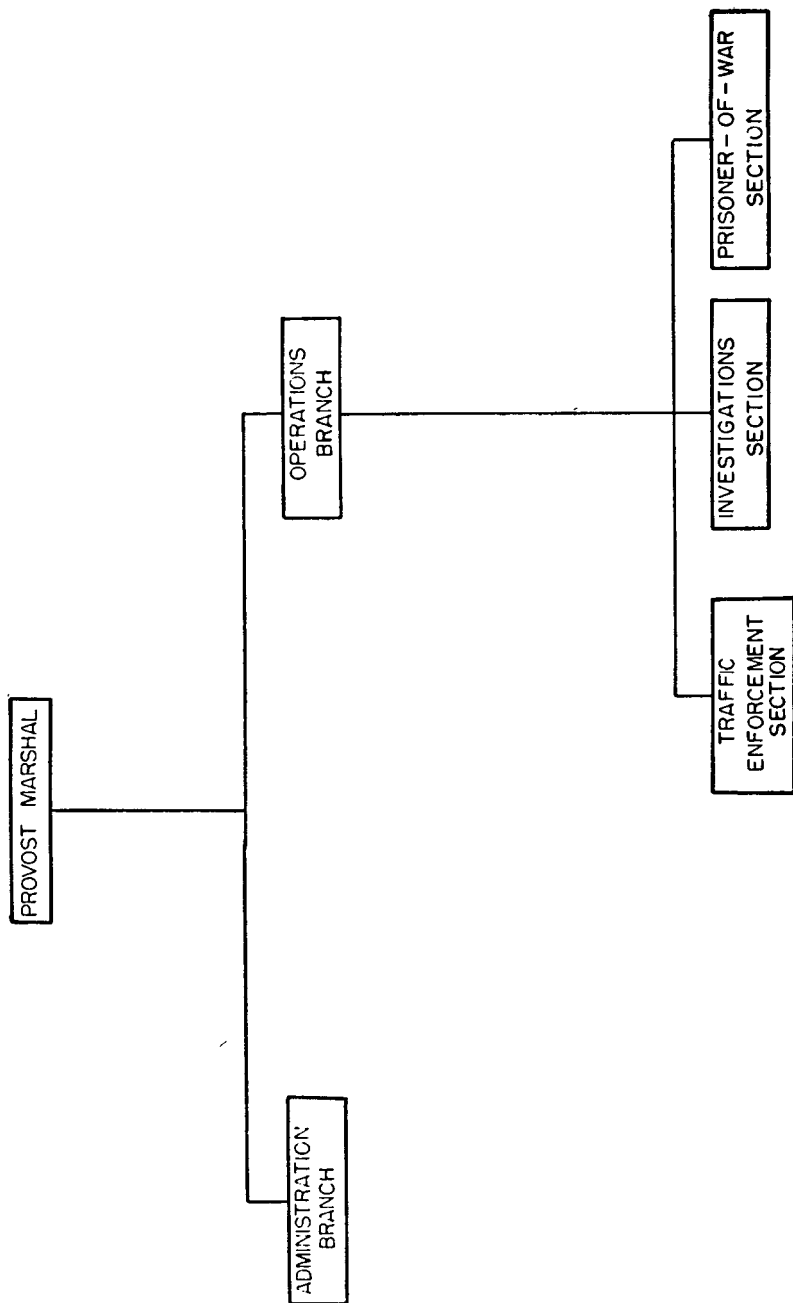 PROVOST MARSHAL
ADMINISTRATION
BRANCH
OPERATIONS
BRANCH
TRAFFIC
ENFORCEMENT
SECTION
INVESTIGATIONS
SECTION
PRISONER-OF-WAR
SECTION